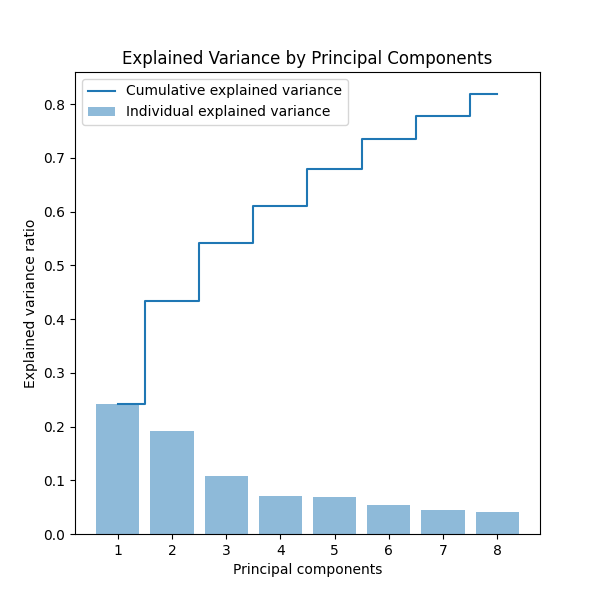 Explained Variance by Principal Components
Cumulative explained variance
Individual explained variance
Explained variance ratio
0.8
0.7
0.6
0.5
0.4
0.3
0.2
0.1
0.0
1 2 3 4 5 6 7 8
Principal components